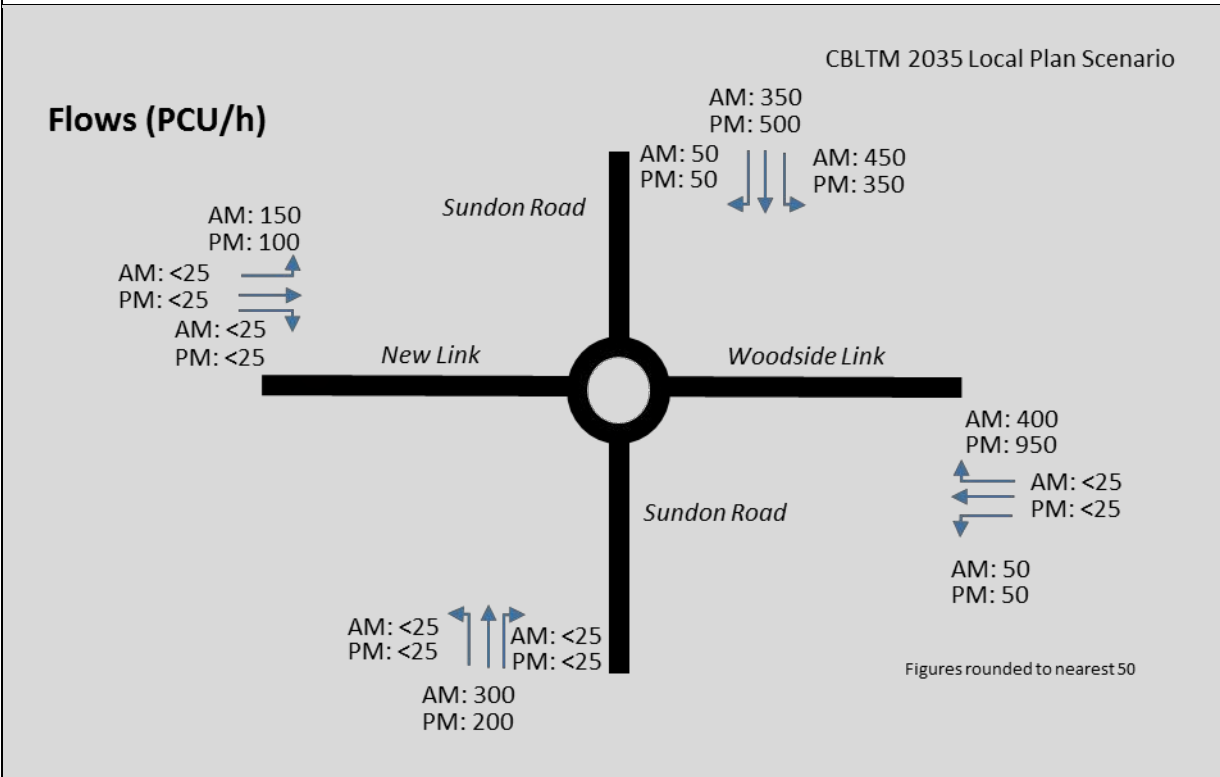 CBLTM 2035 Local Plan Scenario
Flows (PCU/h)
AM: 350
PM: 500
AM: 50
PM: 50
AM: 450
PM: 350
Sundon Road
AM: 150
PM: 100
AM: <25
PM: <25
AM: <25
PM: <25
New Link
Woodside Link
AM: 400
PM: 950
AM: <25
PM: <25
AM: 50
PM: 50
Sundon Road
AM: <25
PM: <25
AM: <25
PM: <25
AM: 300
PM: 200
Figures rounded to nearest 50